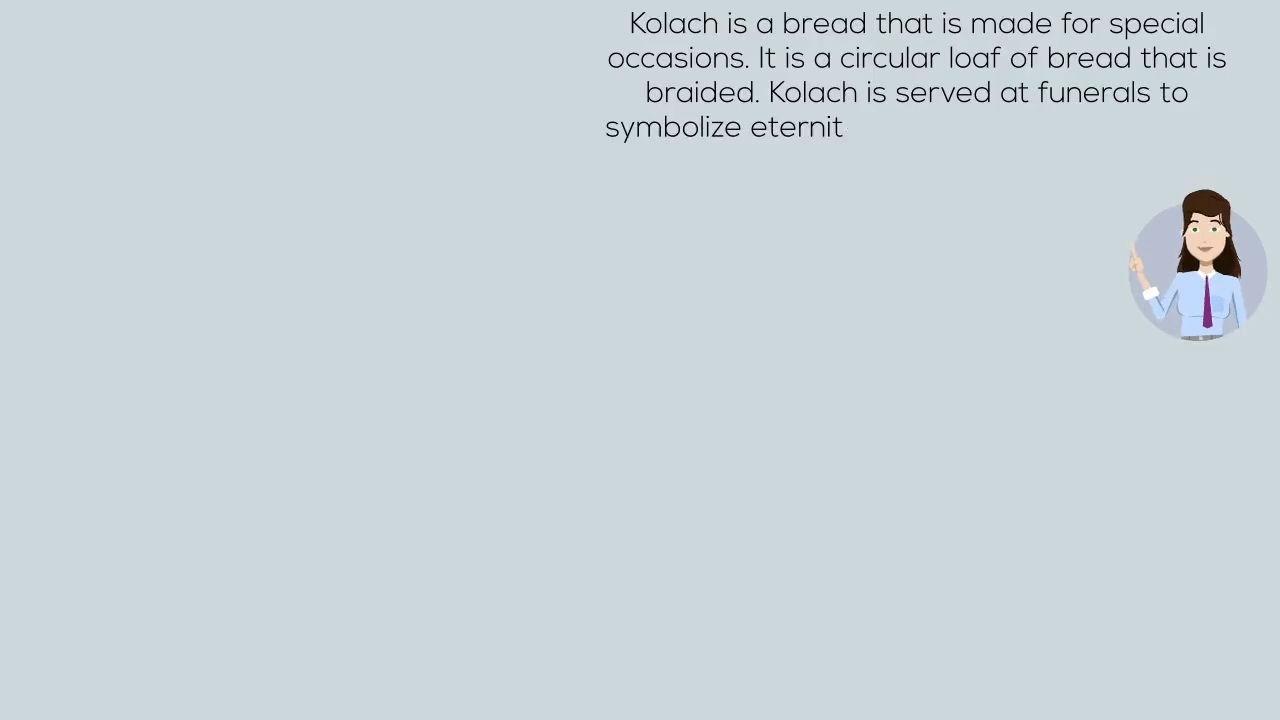 Kolach is a bread that is made for special
occasions. It is a circular loaf of bread that is
braided. Kolach is served at funerals to
symbolize eternit